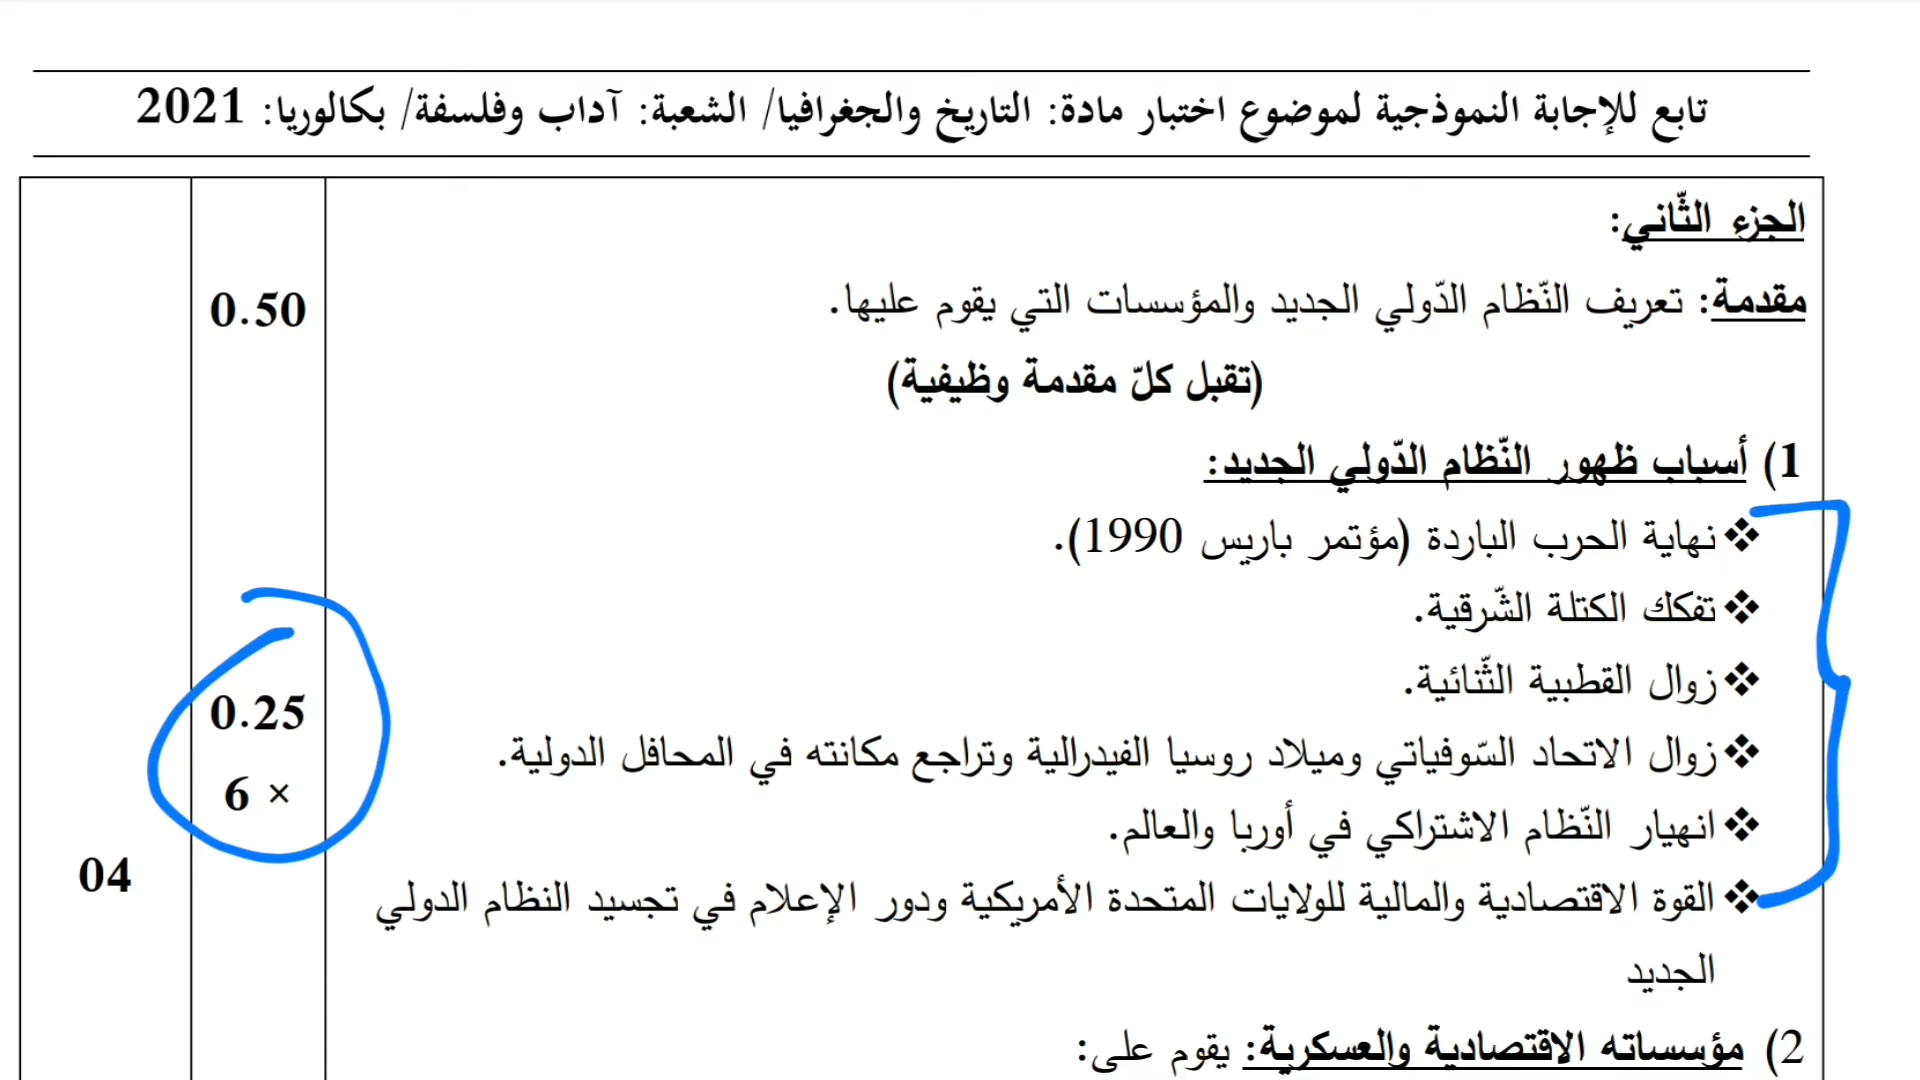 تابع للإجابة النموذجية لموضوع اختبار مادة: التاريخ والجغرافيا/ الشعبة: آداب وفلسفة/ بكالوريا: 2021
الجزء الثّاني:
مقدمة: تعريف النّظام الدّولي الجديد والمؤسسات التي يقوم عليها.
0.50
(تقبل كلّ مقدمة وظيفية)
1) أسباب ظهور النّظام الدّولي الجديد:
❖ نهاية الحرب الباردة (مؤتمر باريس 1990).
❖ تفكك الكتلة الشّرقية.
❖ زوال القطبية الثّنائية.
0.25
❖ زوال الاتحاد السّوفياتي وميلاد روسيا الفيدرالية وتراجع مكانته في المحافل الدولية.
6 ×
❖ انهيار النّظام الاشتراكي في أوربا والعالم.
04
❖ القوة الاقتصادية والمالية للولايات المتحدة الأمريكية ودور الإعلام في تجسيد النظام الدولي
الجديد
2) مؤسساته الاقتصادية والعسكرية: يقوم على: